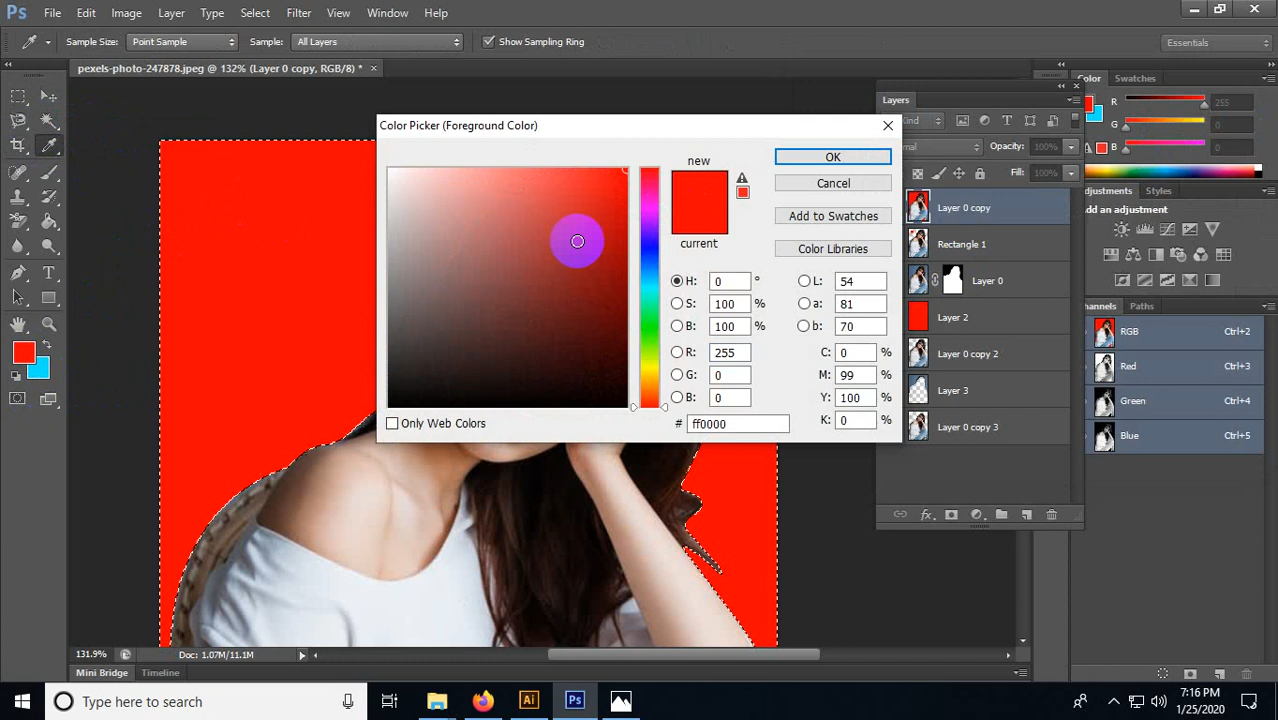 Ps File Edit Image Layer Type Select Filter View Window Help
Sample Size: Point Sample Sample: All Layers Show Sampling Ring Essentials
pexels-photo-247878.jpeg @ 132% (Layer 0 copy, RGB/8) * ×
Color Picker (Foreground Color)
new
current
OK
Cancel
Add to Swatches
Color Libraries
H: 0 °
S: 100 %
B: 100 %
R: 255
G: 0
B: 0
L: 54
a: 81
b: 70
C: 0 %
M: 99 %
Y: 100 %
K: 0 %
Only Web Colors
# ff0000
Layers
Kind
Opacity: 100%
Fill: 100%
Layer 0 copy
Rectangle 1
Layer 0
Layer 2
Layer 0 copy 2
Layer 3
Layer 0 copy 3
Color Swatches
R 255
G 0
B 0
Styles
Add an adjustment
Paths
RGB Ctrl+2
Red Ctrl+3
Green Ctrl+4
Blue Ctrl+5
131.9% Doc: 1.07M/11.1M
Mini Bridge Timeline
Type here to search
Ai
Ps
7:16 PM
1/25/2020